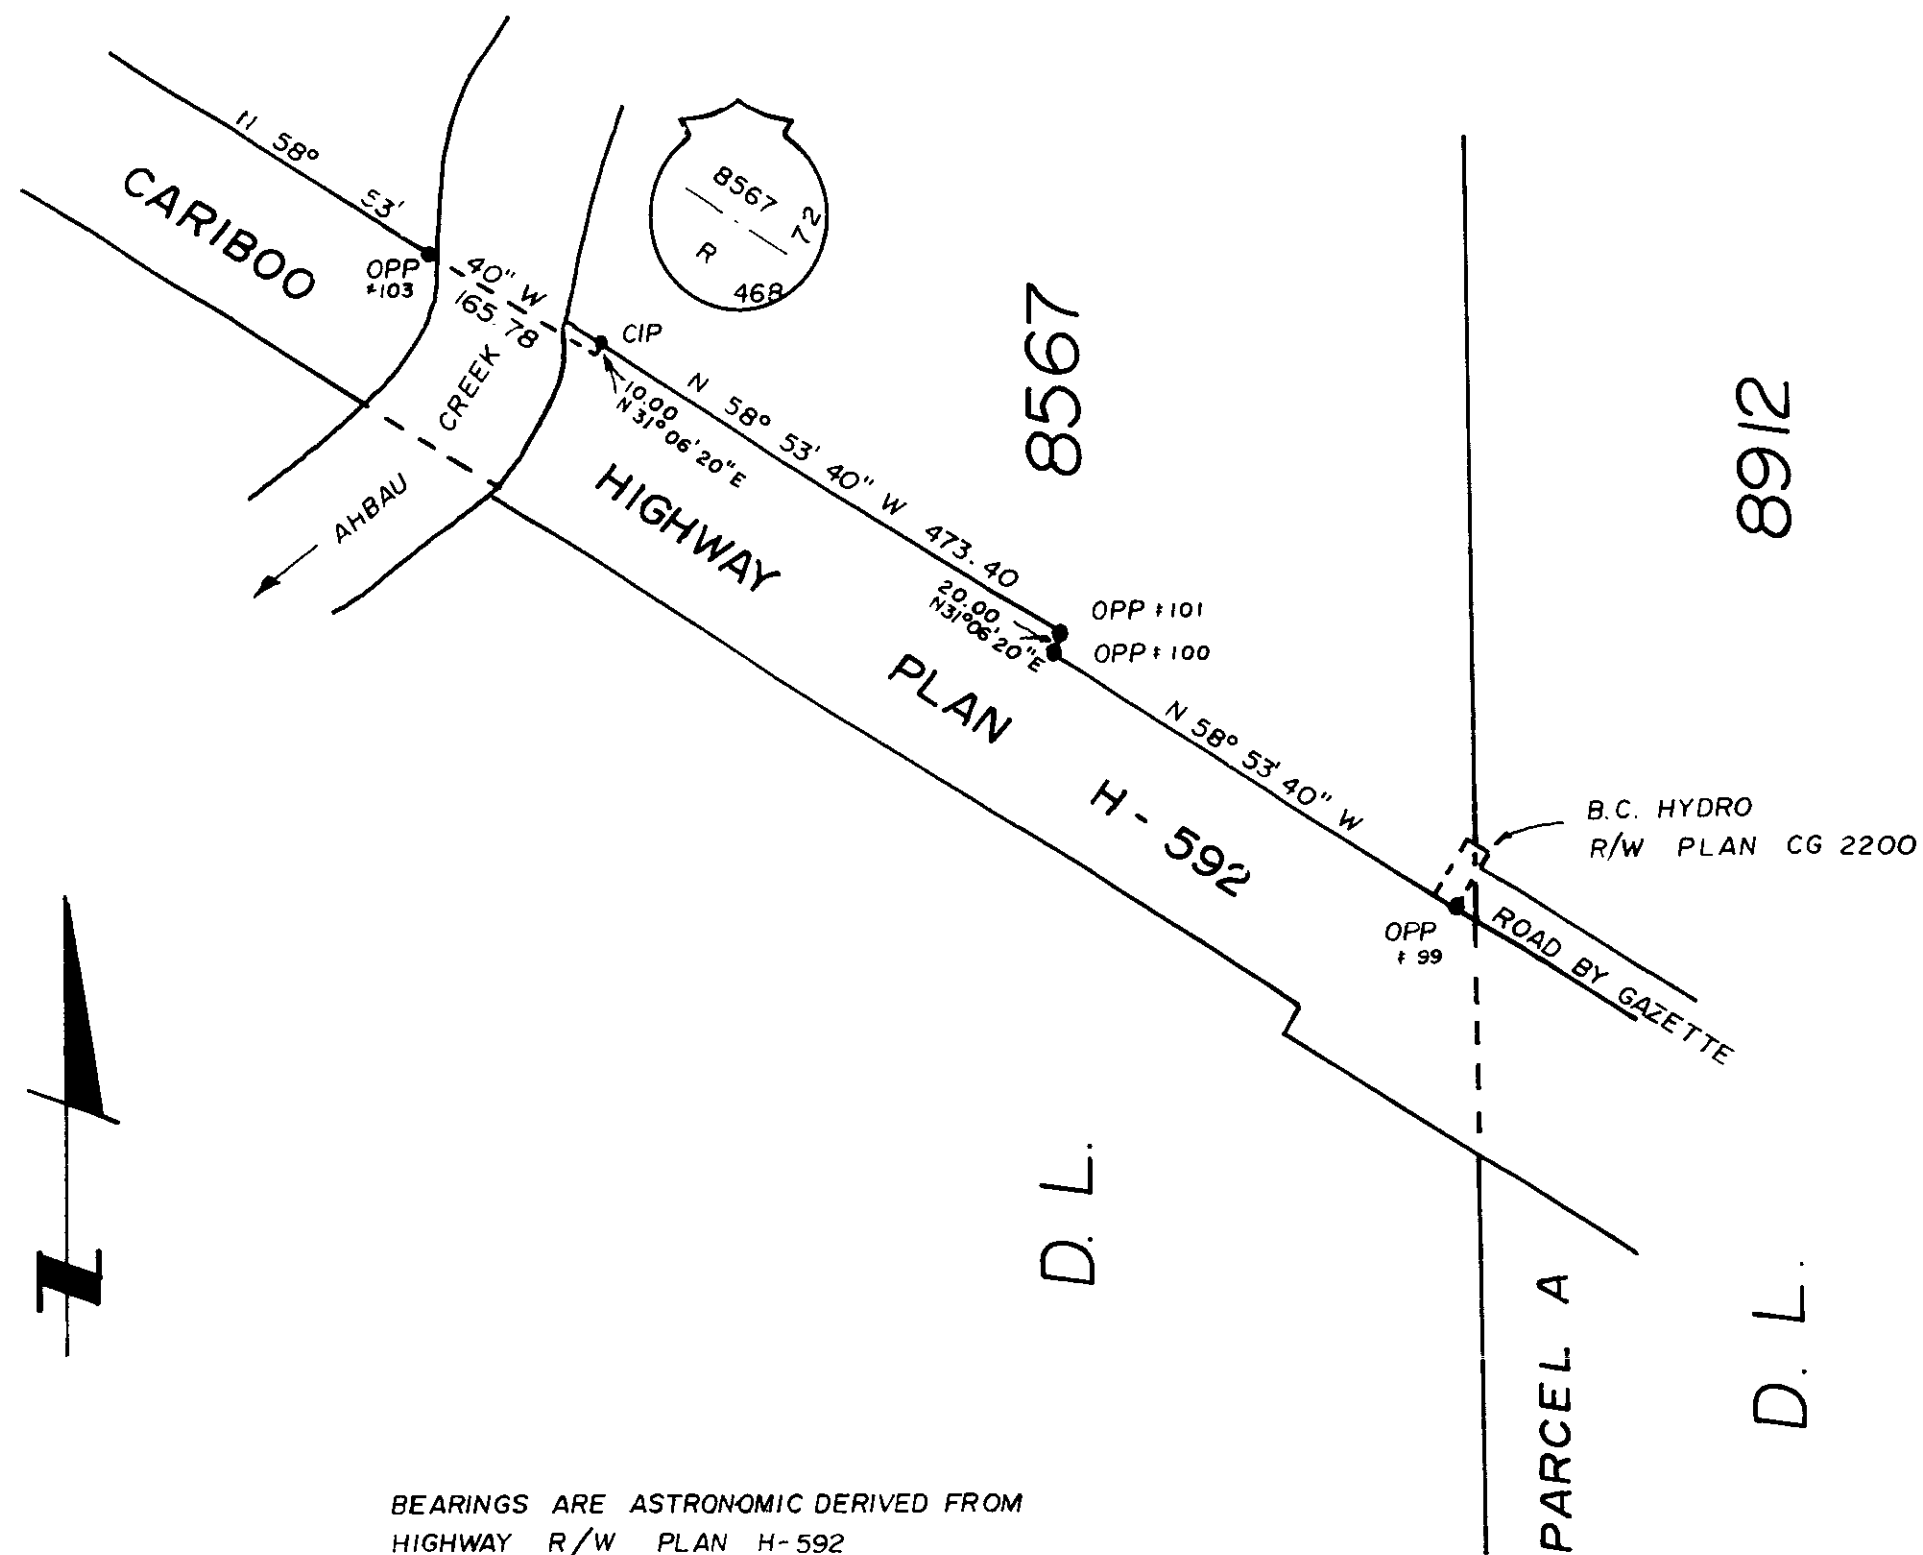 N 58° 53' 40" W
165.78
CARIBOO
OPP
#103
8567
72
R
468
CIP
10.00
N 31° 06' 20" E
N 58° 53' 40" W 473.40
CREEK
AHBAU
HIGHWAY
8567
8912
20.00
N31°06'20"E
OPP #101
OPP #100
PLAN
H - 592
N 58° 53' 40" W
B.C. HYDRO
R/W PLAN CG 2200
OPP
# 99
ROAD BY GAZETTE
D. L.
D. L.
PARCEL A
N
BEARINGS ARE ASTRONOMIC DERIVED FROM
HIGHWAY R/W PLAN H-592